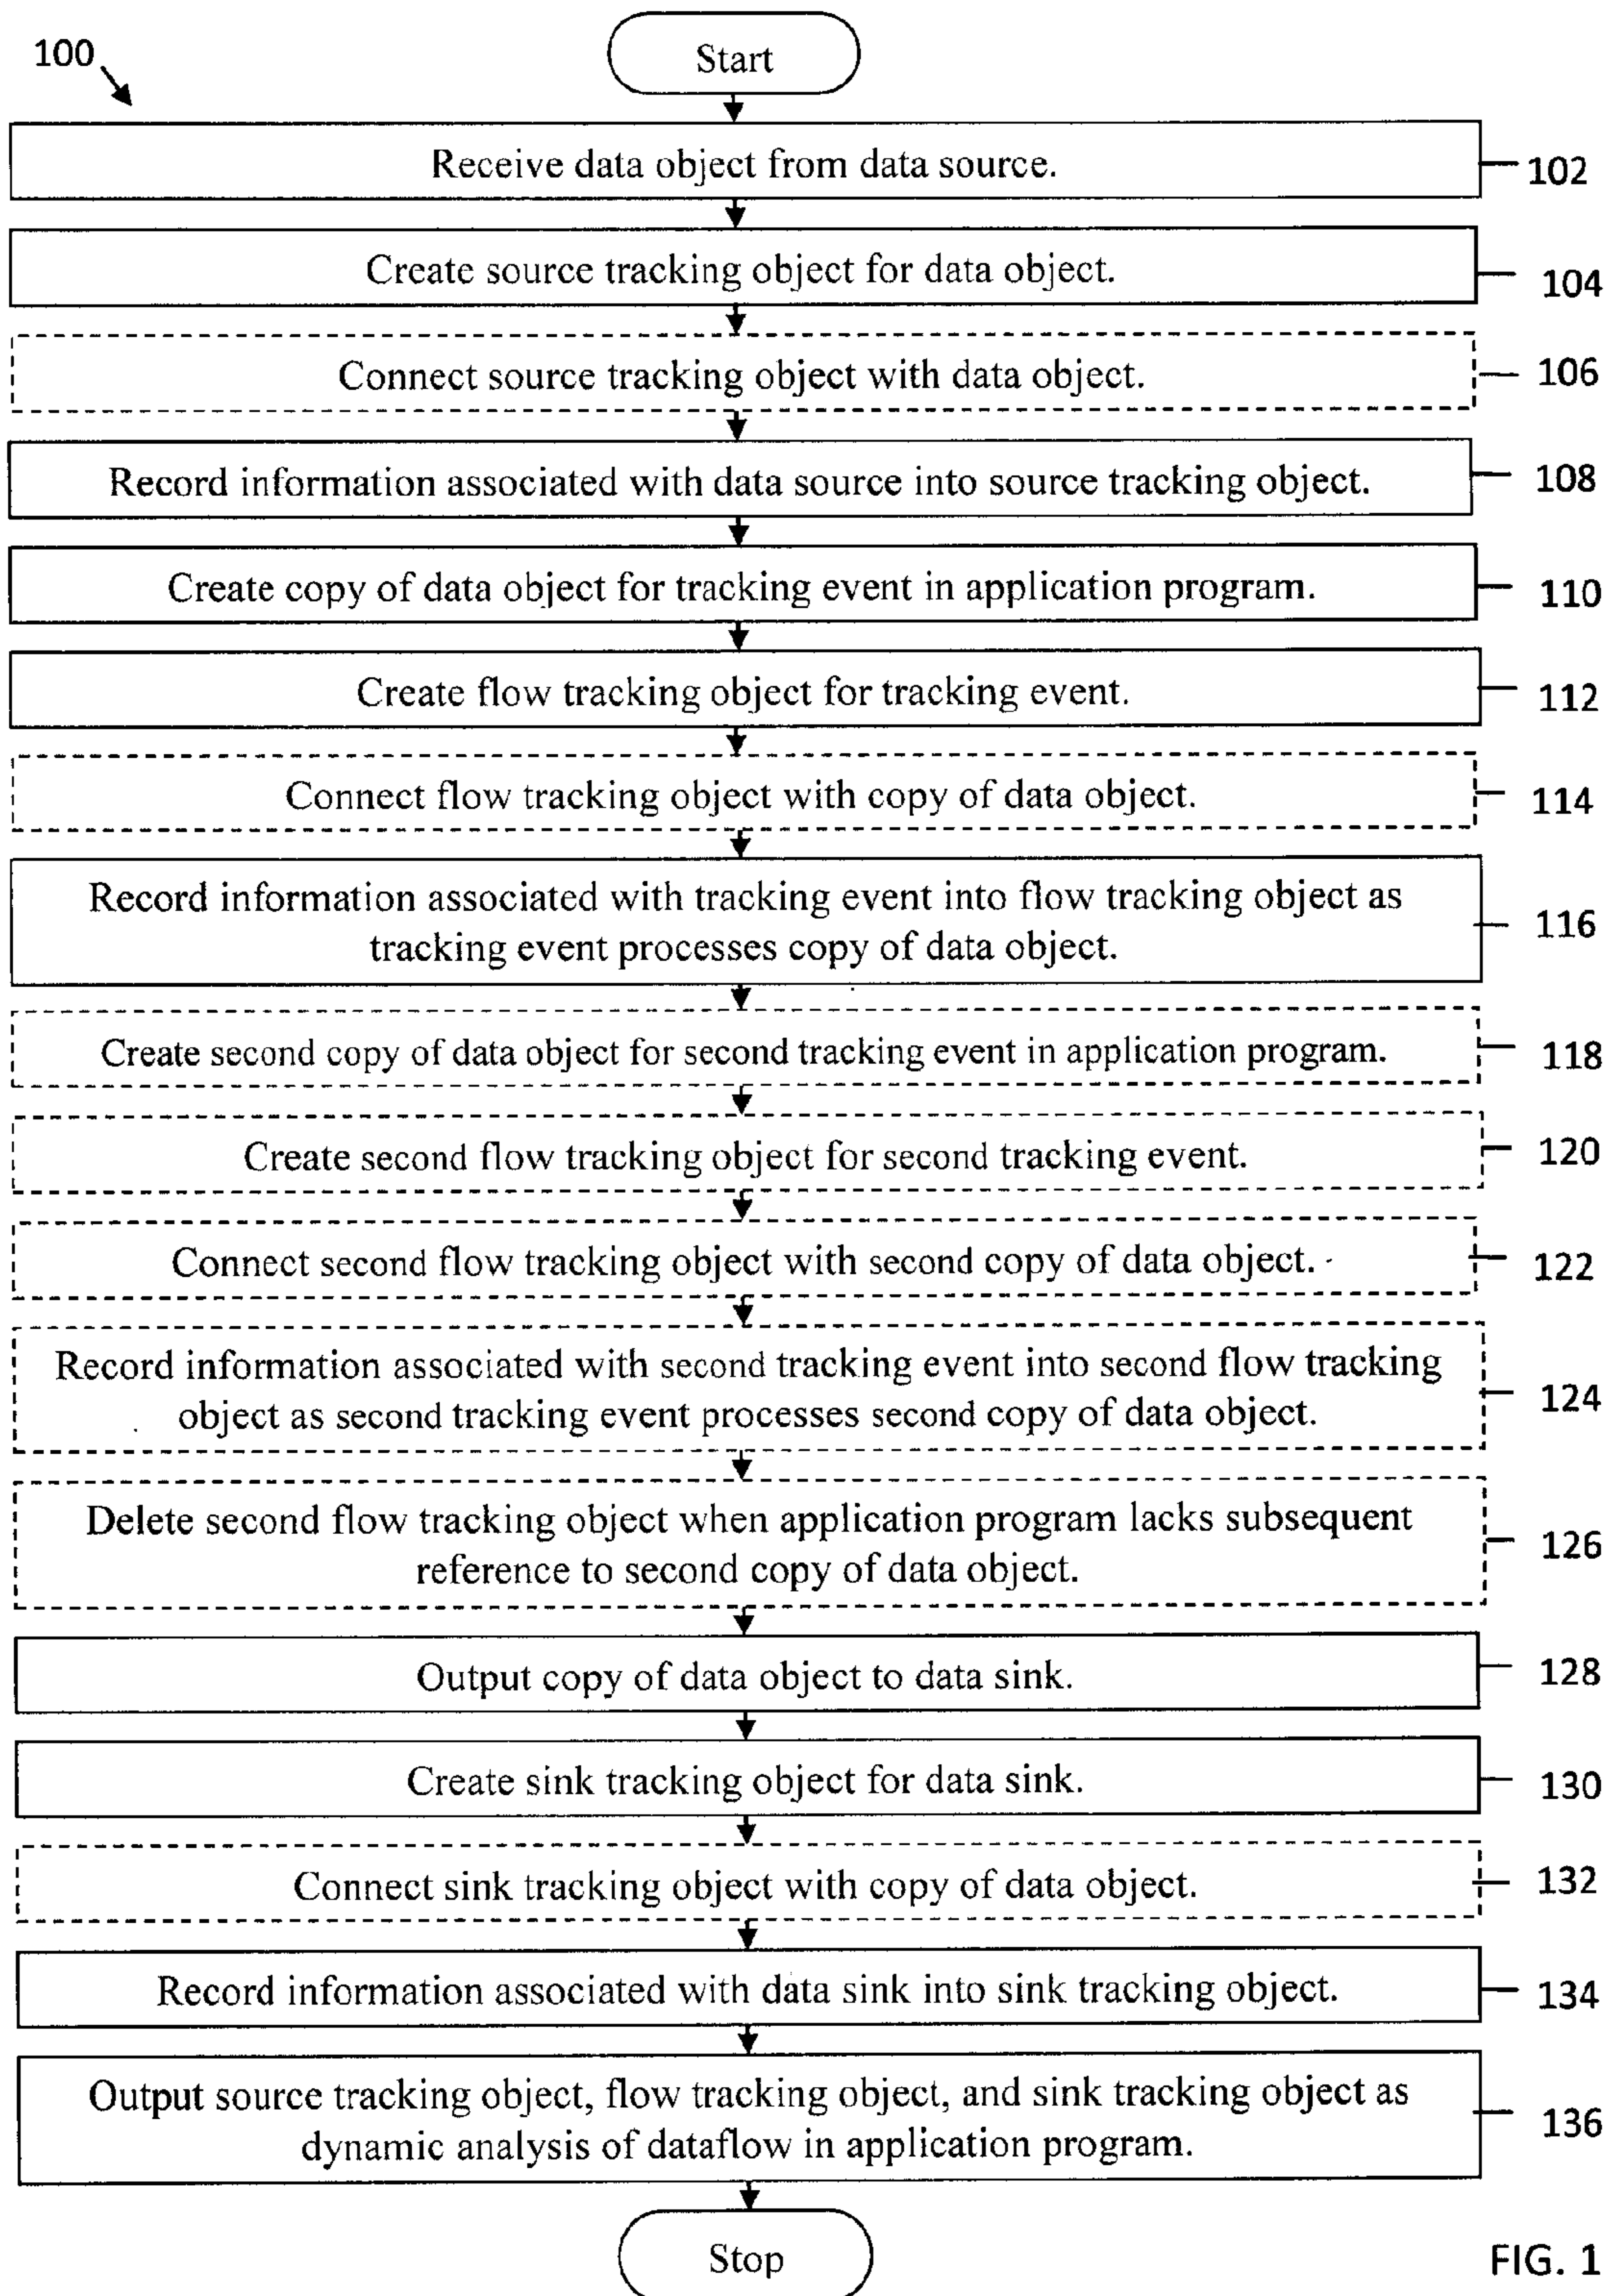 100
Start
Receive data object from data source.
102
Create source tracking object for data object.
104
Connect source tracking object with data object.
106
Record information associated with data source into source tracking object.
108
Create copy of data object for tracking event in application program.
110
Create flow tracking object for tracking event.
112
Connect flow tracking object with copy of data object.
114
Record information associated with tracking event into flow tracking object as
tracking event processes copy of data object.
116
Create second copy of data object for second tracking event in application program.
118
Create second flow tracking object for second tracking event.
120
Connect second flow tracking object with second copy of data object.
122
Record information associated with second tracking event into second flow tracking
object as second tracking event processes second copy of data object.
124
Delete second flow tracking object when application program lacks subsequent
reference to second copy of data object.
126
Output copy of data object to data sink.
128
Create sink tracking object for data sink.
130
Connect sink tracking object with copy of data object.
132
Record information associated with data sink into sink tracking object.
134
Output source tracking object, flow tracking object, and sink tracking object as
dynamic analysis of dataflow in application program.
136
Stop
FIG. 1